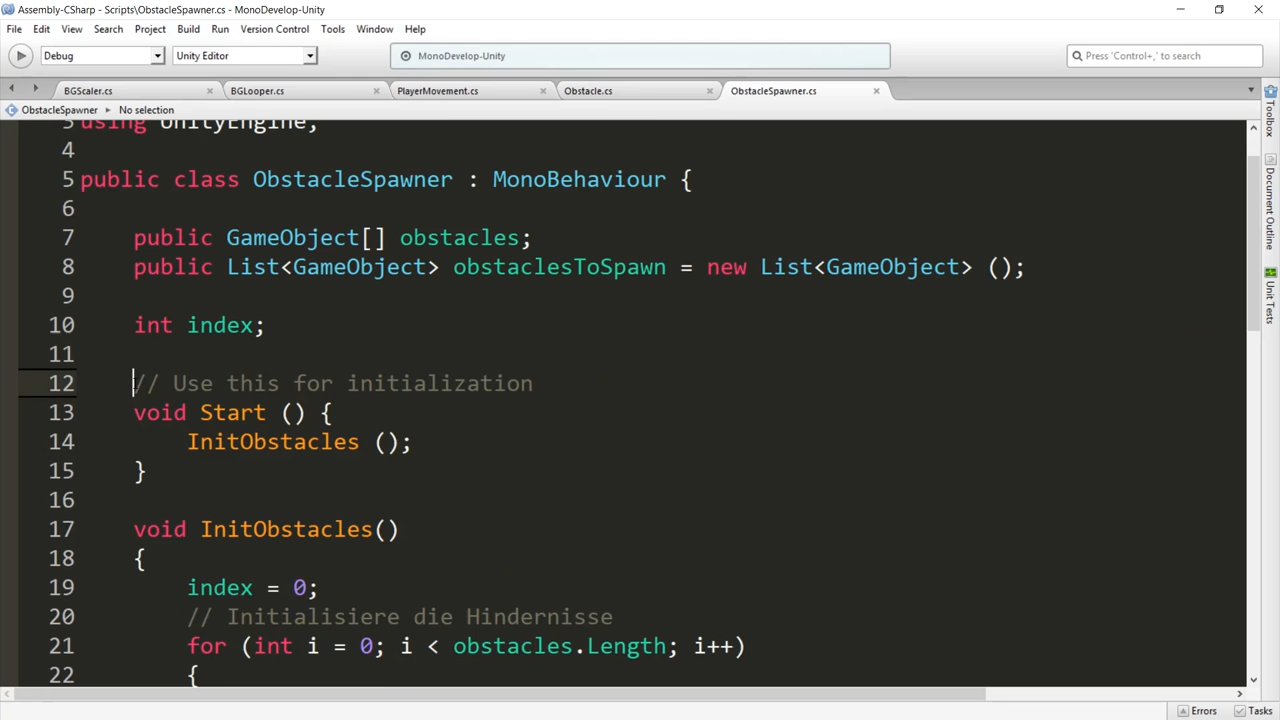 Assembly-CSharp - Scripts\ObstacleSpawner.cs - MonoDevelop-Unity
File Edit View Search Project Build Run Version Control Tools Window Help
Debug Unity Editor MonoDevelop-Unity Press 'Control+,' to search
BGScaler.cs BGLooper.cs PlayerMovement.cs Obstacle.cs ObstacleSpawner.cs
ObstacleSpawner No selection
3 using UnityEngine;
4
5 public class ObstacleSpawner : MonoBehaviour {
6
7 public GameObject[] obstacles;
8 public List<GameObject> obstaclesToSpawn = new List<GameObject> ();
9
10 int index;
11
12 // Use this for initialization
13 void Start () {
14 InitObstacles ();
15 }
16
17 void InitObstacles()
18 {
19 index = 0;
20 // Initialisiere die Hindernisse
21 for (int i = 0; i < obstacles.Length; i++)
22 {
Toolbox
Document Outline
Unit Tests
Errors Tasks